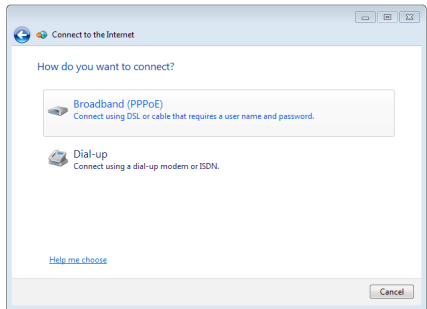 Connect to the Internet
How do you want to connect?
Broadband (PPPoE)
Connect using DSL or cable that requires a user name and password.
Dial-up
Connect using a dial-up modem or ISDN.
Help me choose
Cancel